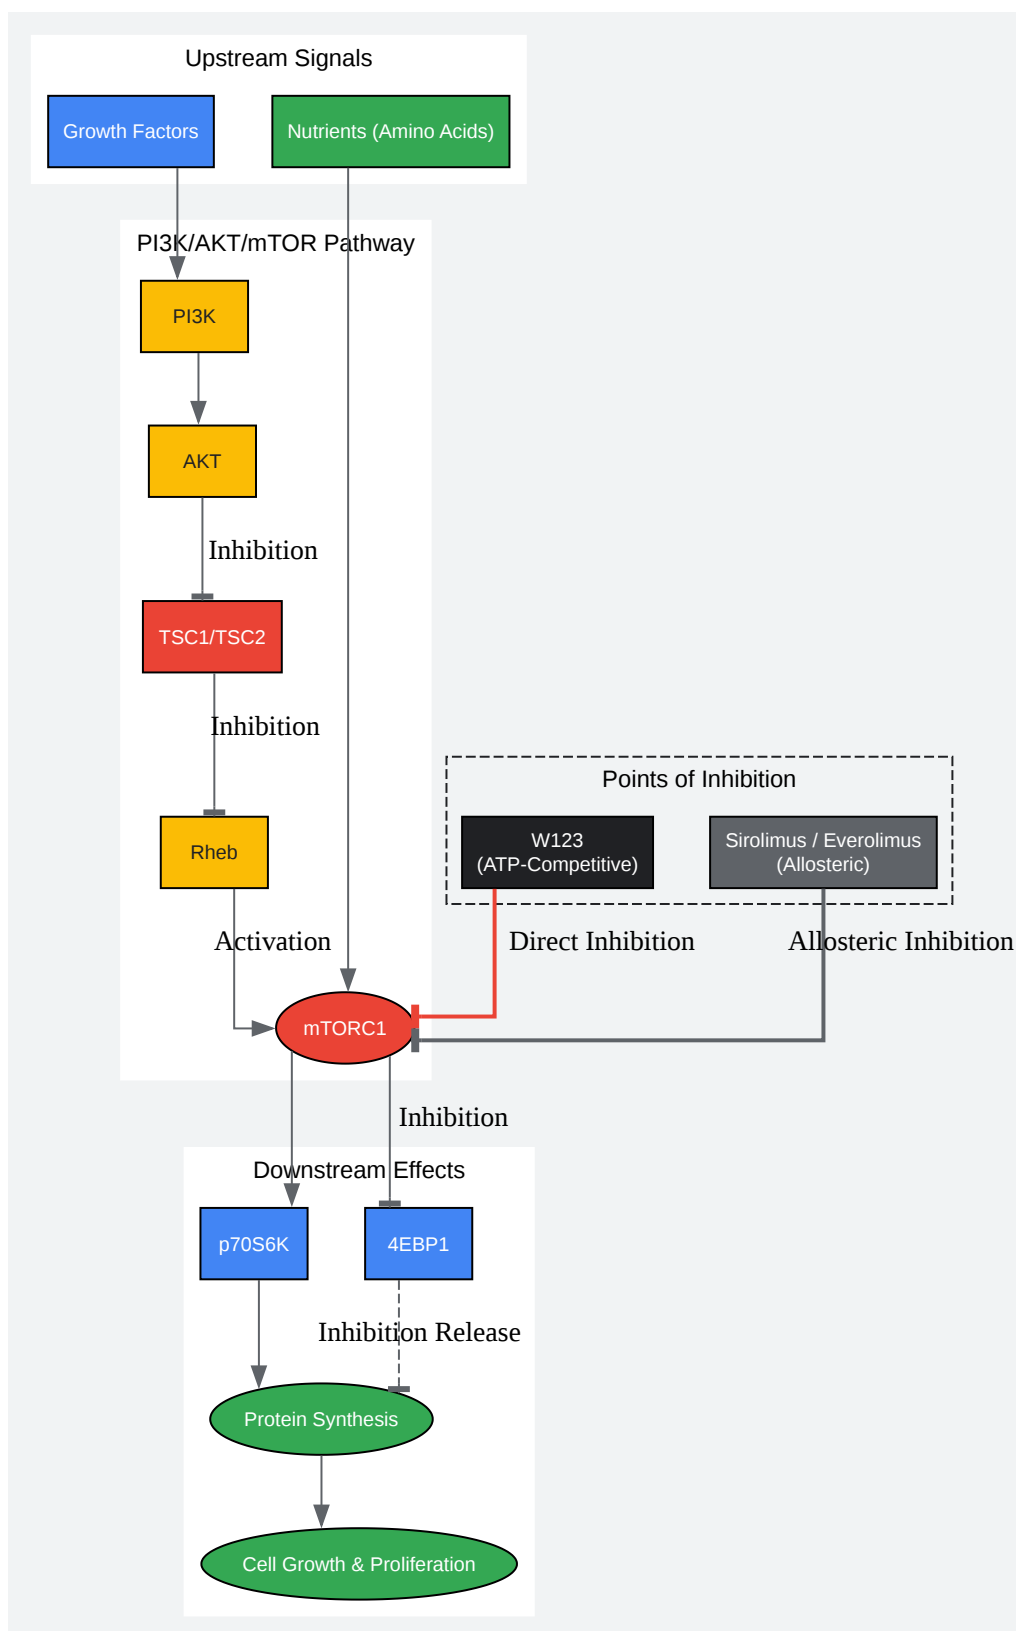 Upstream Signals
Growth Factors
Nutrients (Amino Acids)
PI3K/AKT/mTOR Pathway
PI3K
AKT
Inhibition
TSC1/TSC2
Inhibition
Points of Inhibition
W123
(ATP-Competitive)
Sirolimus / Everolimus
(Allosteric)
Rheb
Activation
Direct Inhibition
Allosteric Inhibition
mTORC1
Inhibition
Downstream Effects
p70S6K
4EBP1
Inhibition Release
Protein Synthesis
Cell Growth & Proliferation